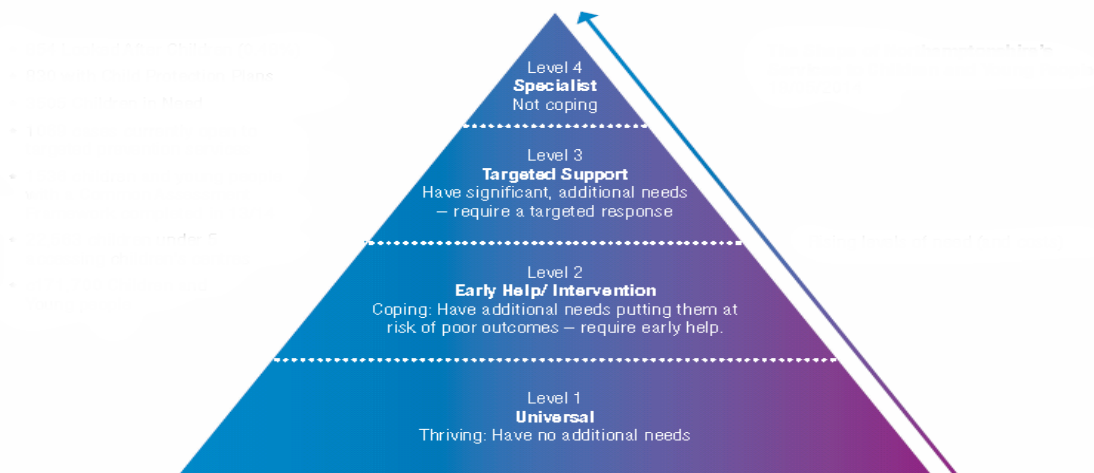 Level 4
Specialist
Not coping
Level 3
Targeted Support
Have significant, additional needs
– require a targeted response
Level 2
Early Help/ Intervention
Coping: Have additional needs putting them at
risk of poor outcomes – require early help.
Level 1
Universal
Thriving: Have no additional needs